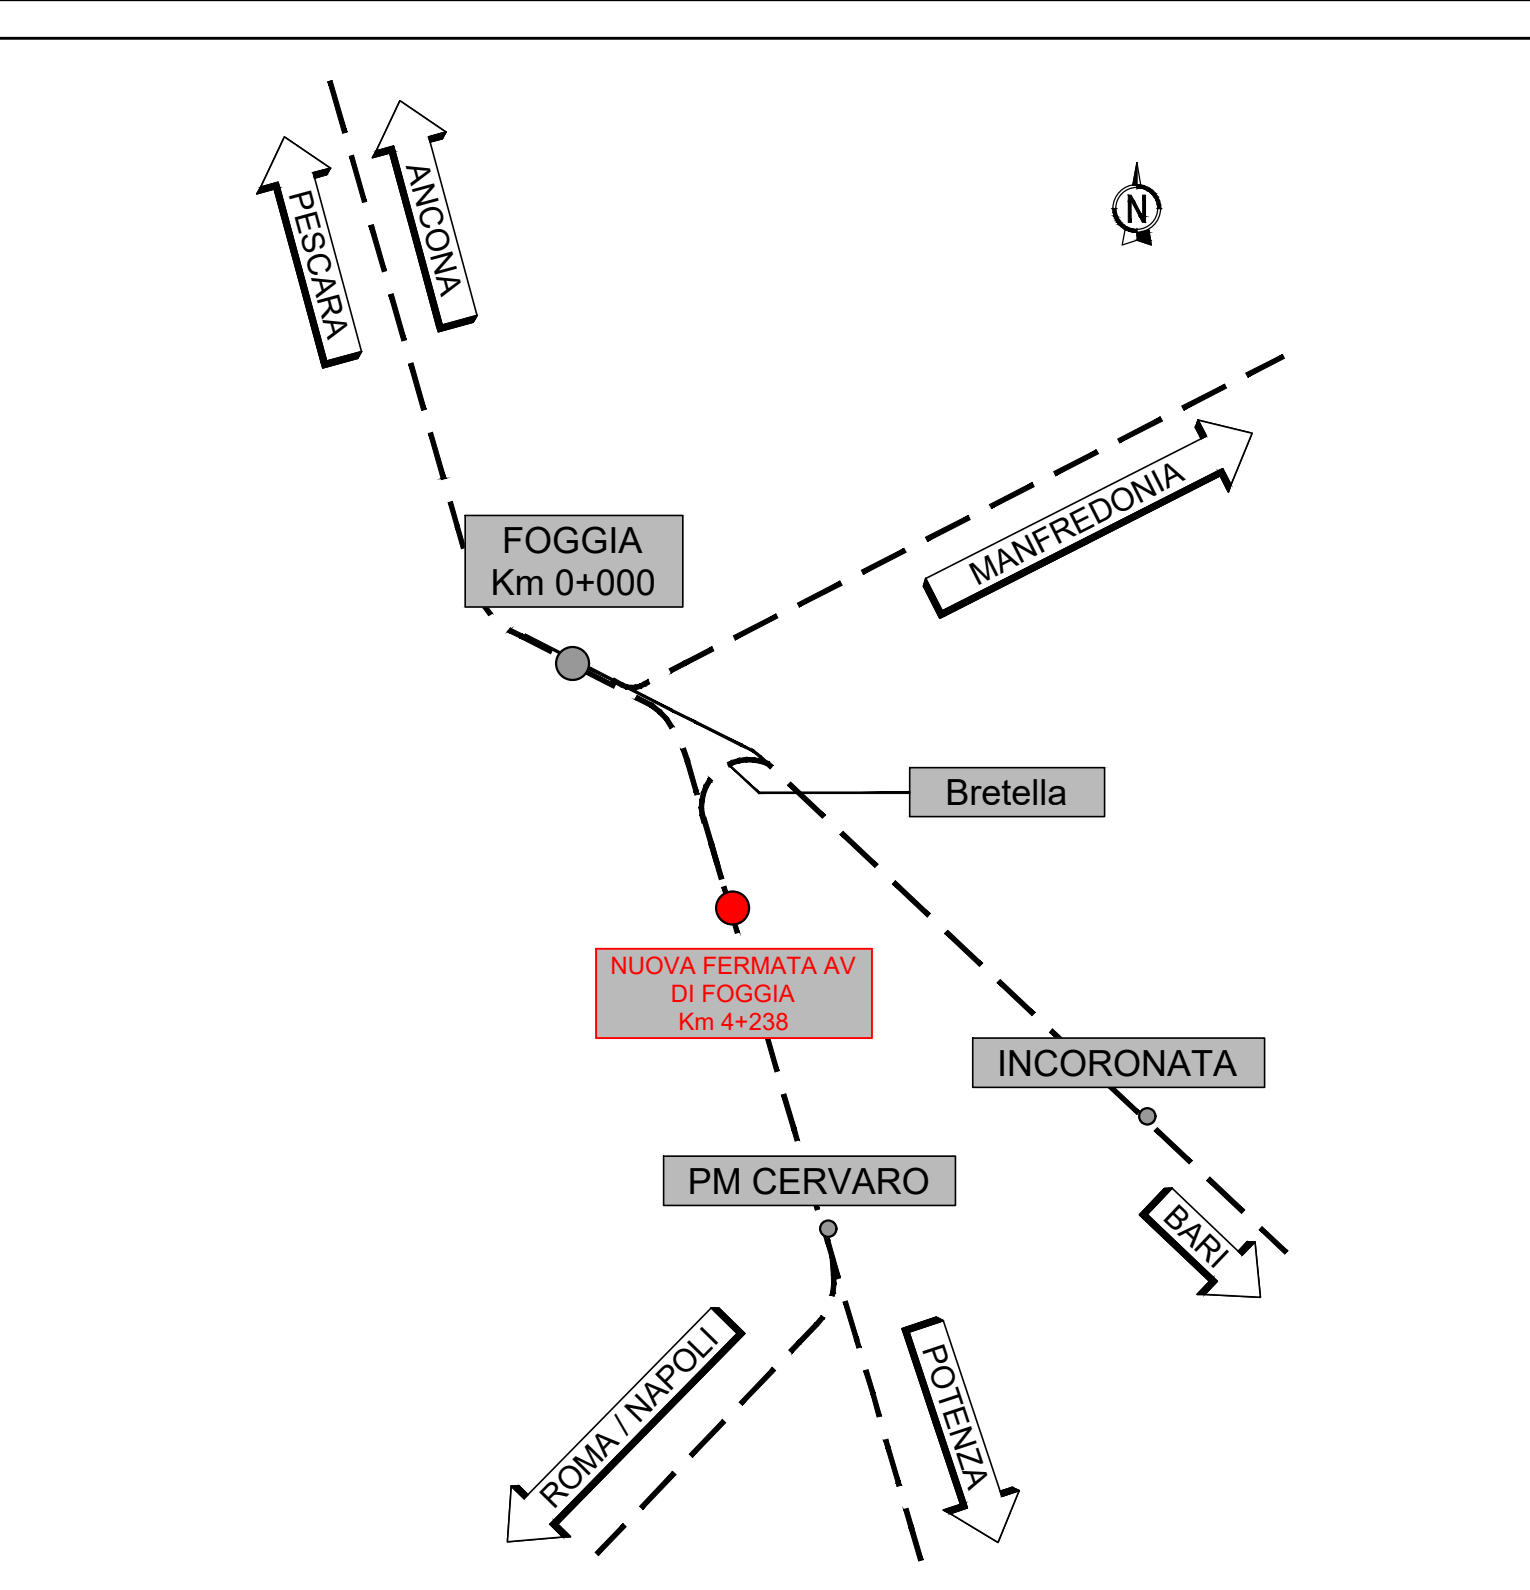 ANCONA
PESCARA
N
MANFREDONIA
FOGGIA
Km 0+000
Bretella
NUOVA FERMATA AV
DI FOGGIA
Km 4+238
INCORONATA
PM CERVARO
BARI
ROMA / NAPOLI
POTENZA